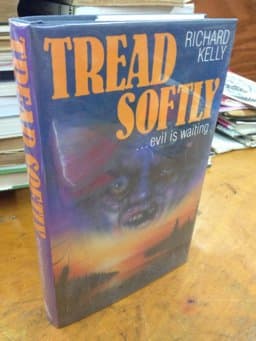 RICHARD
KELLY
TREAD
SOFTLY
...evil is waiting
TREAD SOFTLY